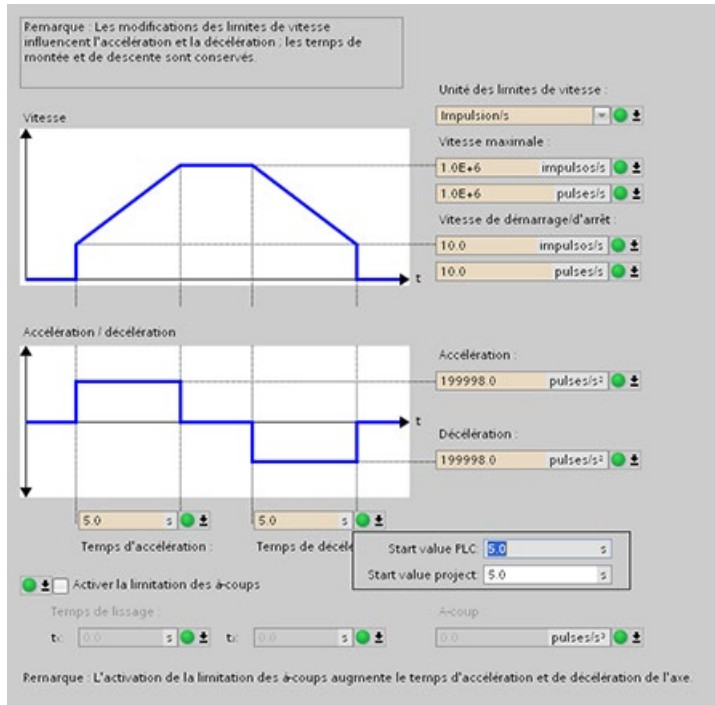 Remarque : Les modifications des limites de vitesse
influencent l'accélération et la décélération ; les temps de
montée et de descente sont conservés.
Unité des limites de vitesse :
Impulsion/s
Vitesse
Vitesse maximale :
1.0E+6 impulsos/s
1.0E+6 pulses/s
Vitesse de démarrage/d'arrêt :
10.0 impulsos/s
10.0 pulses/s
t
Accélération / décélération
Accélération :
199998.0 pulses/s²
t
Décélération :
199998.0 pulses/s²
5.0 s
5.0 s
Temps d'accélération :
Temps de décélé
Start value PLC: 5.0 s
Start value project: 5.0 s
Activer la limitation des à-coups
Temps de lissage :
A-coup :
t₁: 0.0 s
t₂: 0.0 s
0.0 pulses/s³
Remarque : L'activation de la limitation des à-coups augmente le temps d'accélération et de décélération de l'axe.